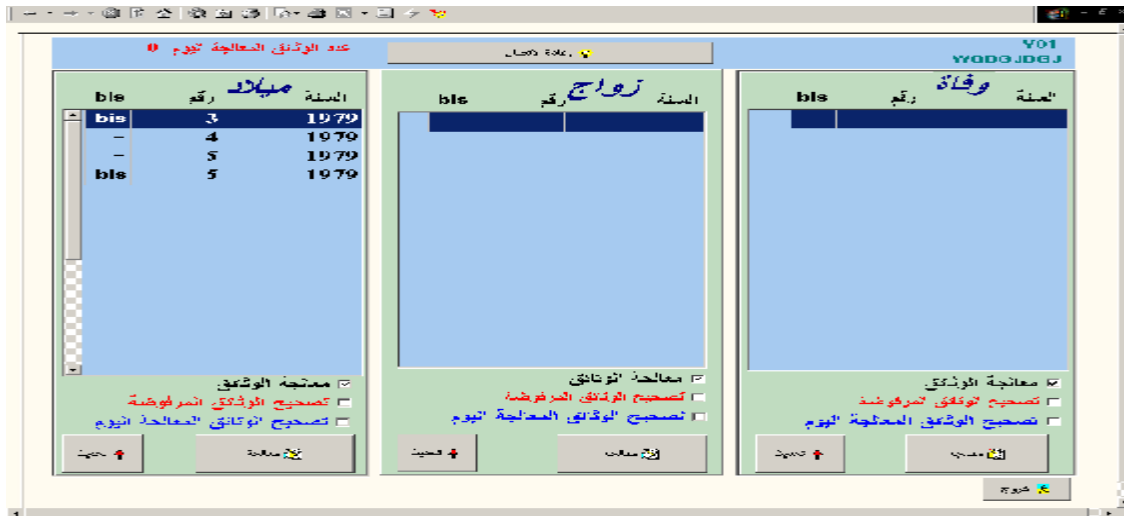 V01
إعادة اتصال
عدد الوثائق المعالجة اليوم 0
WQDGJDGJ
وفاة
السنة رقم bis
معالجة الوثائق
تصحيح الوثائق المرفوضة
تصحيح الوثائق المعالجة اليوم
معالجة
تحيين
زواج
السنة رقم bis
معالجة الوثائق
تصحيح الوثائق المرفوضة
تصحيح الوثائق المعالجة اليوم
معالجة
تحيين
ميلاد
السنة رقم bis
1979 3 bis
1979 4 -
1979 5 -
1979 5 bis
معالجة الوثائق
تصحيح الوثائق المرفوضة
تصحيح الوثائق المعالجة اليوم
معالجة
تحيين
خروج